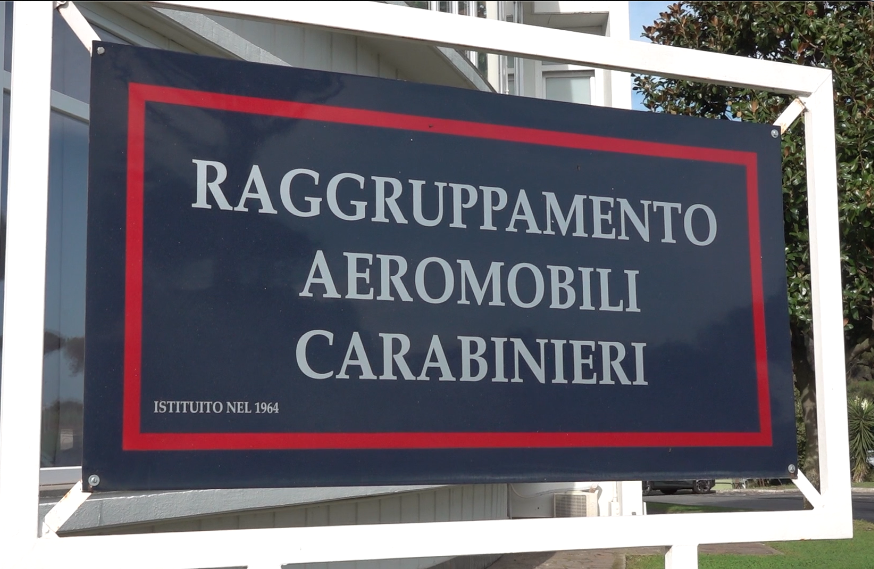 RAGGRUPPAMENTO
AEROMOBILI
CARABINIERI
ISTITUITO NEL 1964